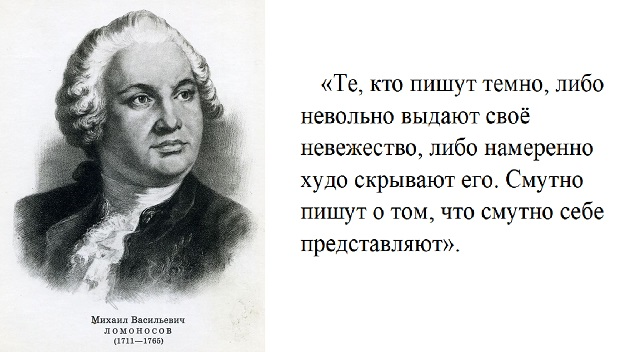 Михаил Васильевич
ЛОМОНОСОВ
(1711—1765)
«Те, кто пишут темно, либо
невольно выдают своё
невежество, либо намеренно
худо скрывают его. Смутно
пишут о том, что смутно себе
представляют».